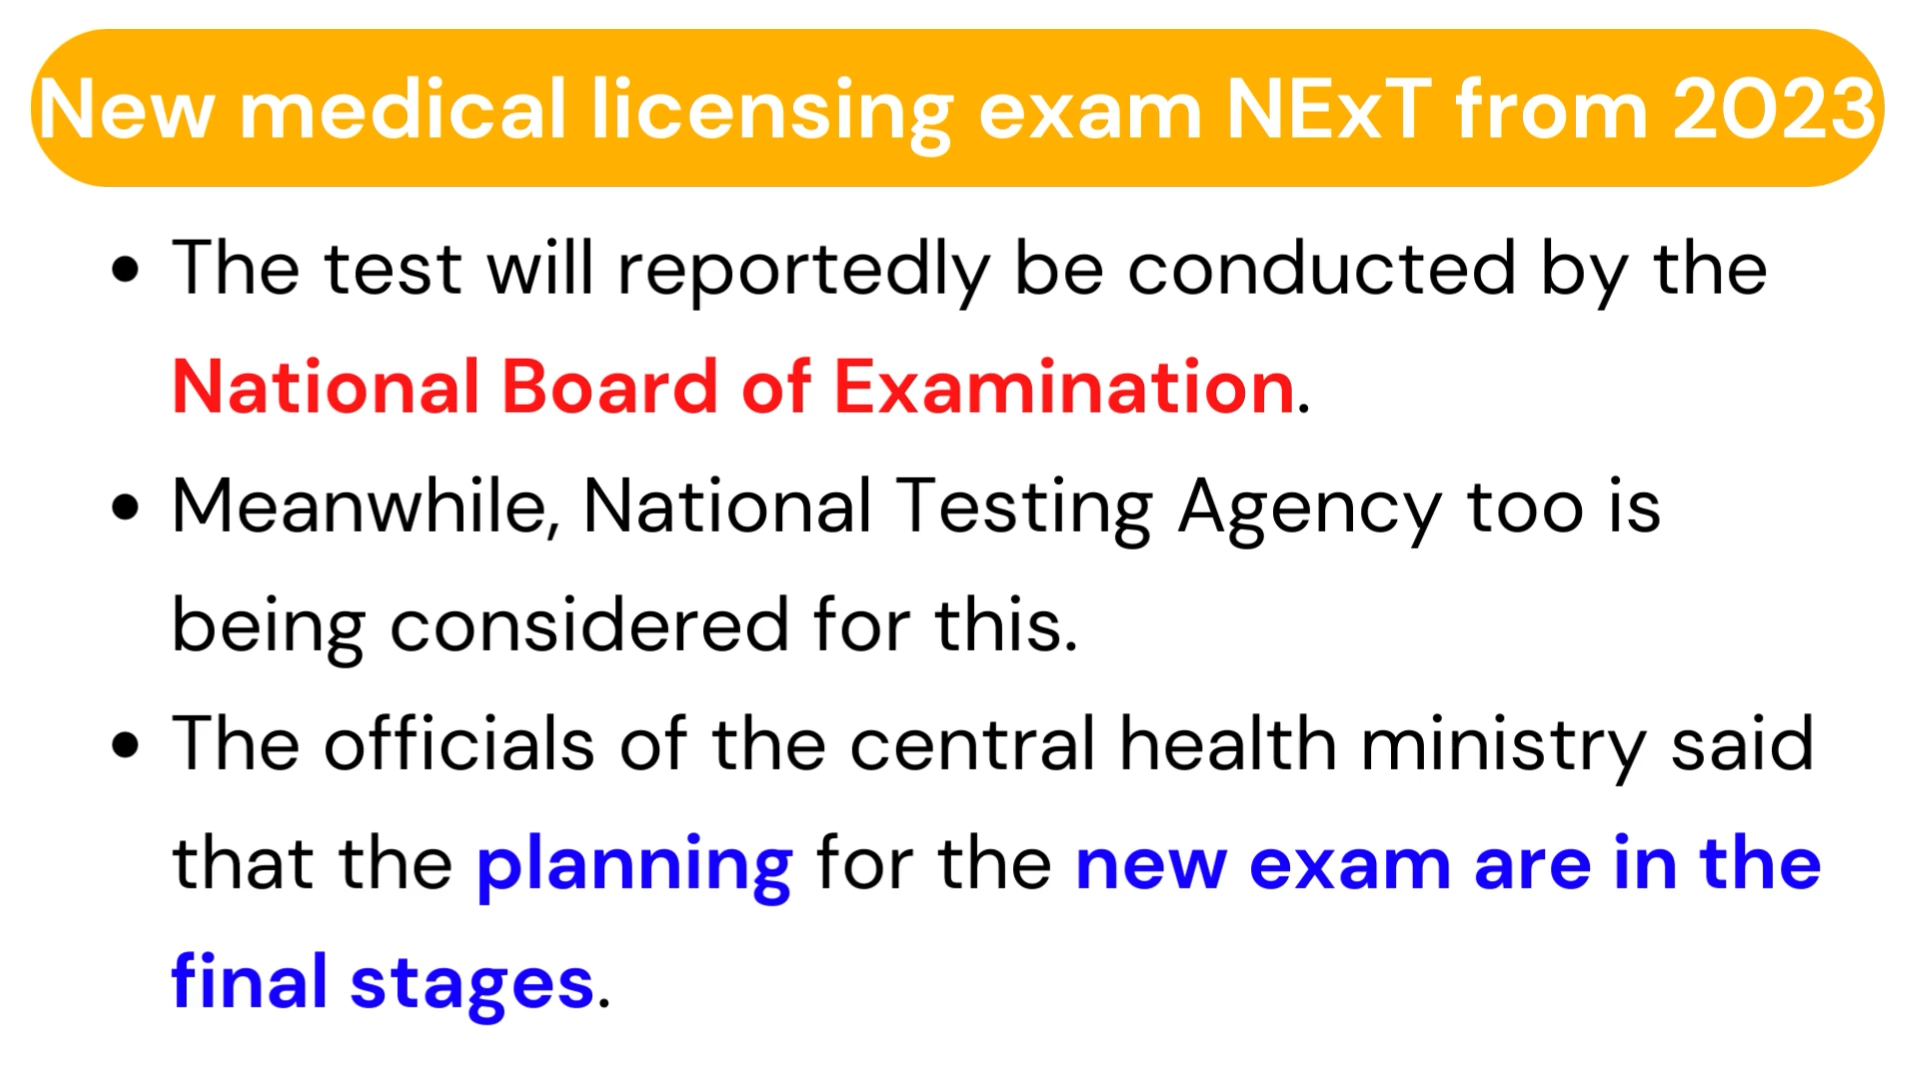 New medical licensing exam NExT from 2023
• The test will reportedly be conducted by the
National Board of Examination.
• Meanwhile, National Testing Agency too is
being considered for this.
• The officials of the central health ministry said
that the planning for the new exam are in the
final stages.